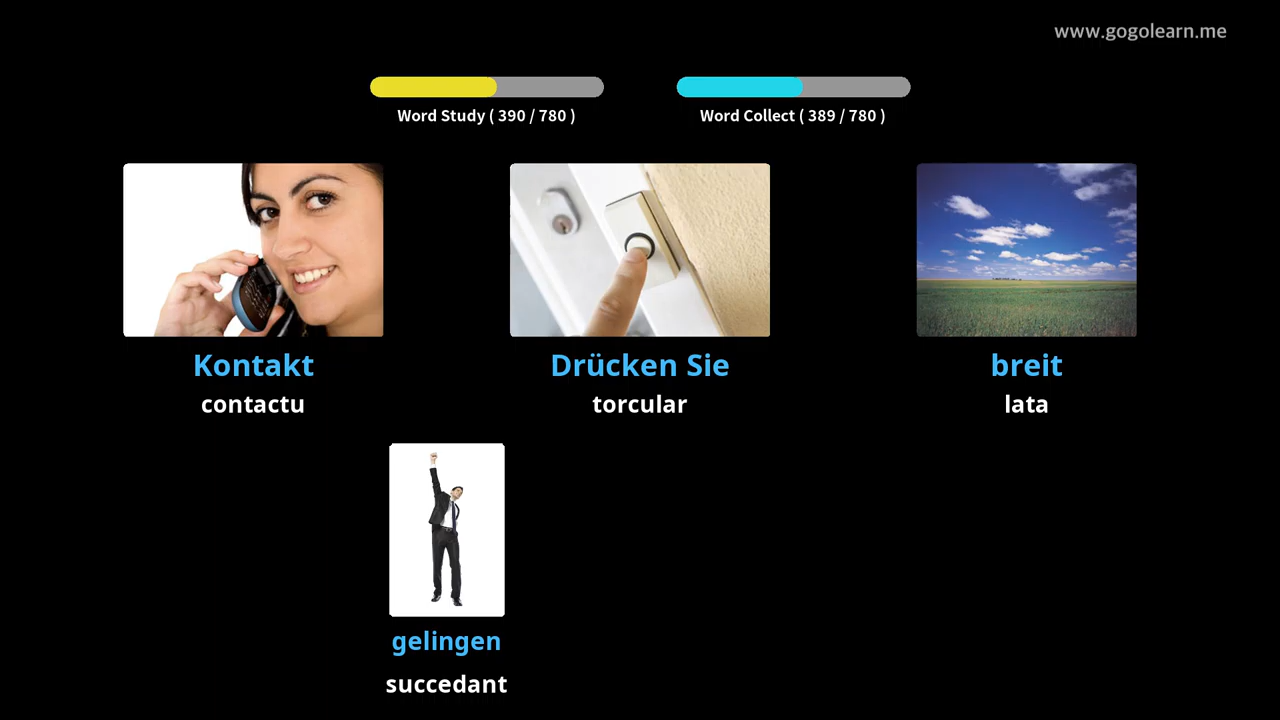 www.gogolearn.me
Word Study ( 390 / 780 )
Word Collect ( 389 / 780 )
Kontakt
contactu
Drücken Sie
torcular
breit
lata
gelingen
succedant